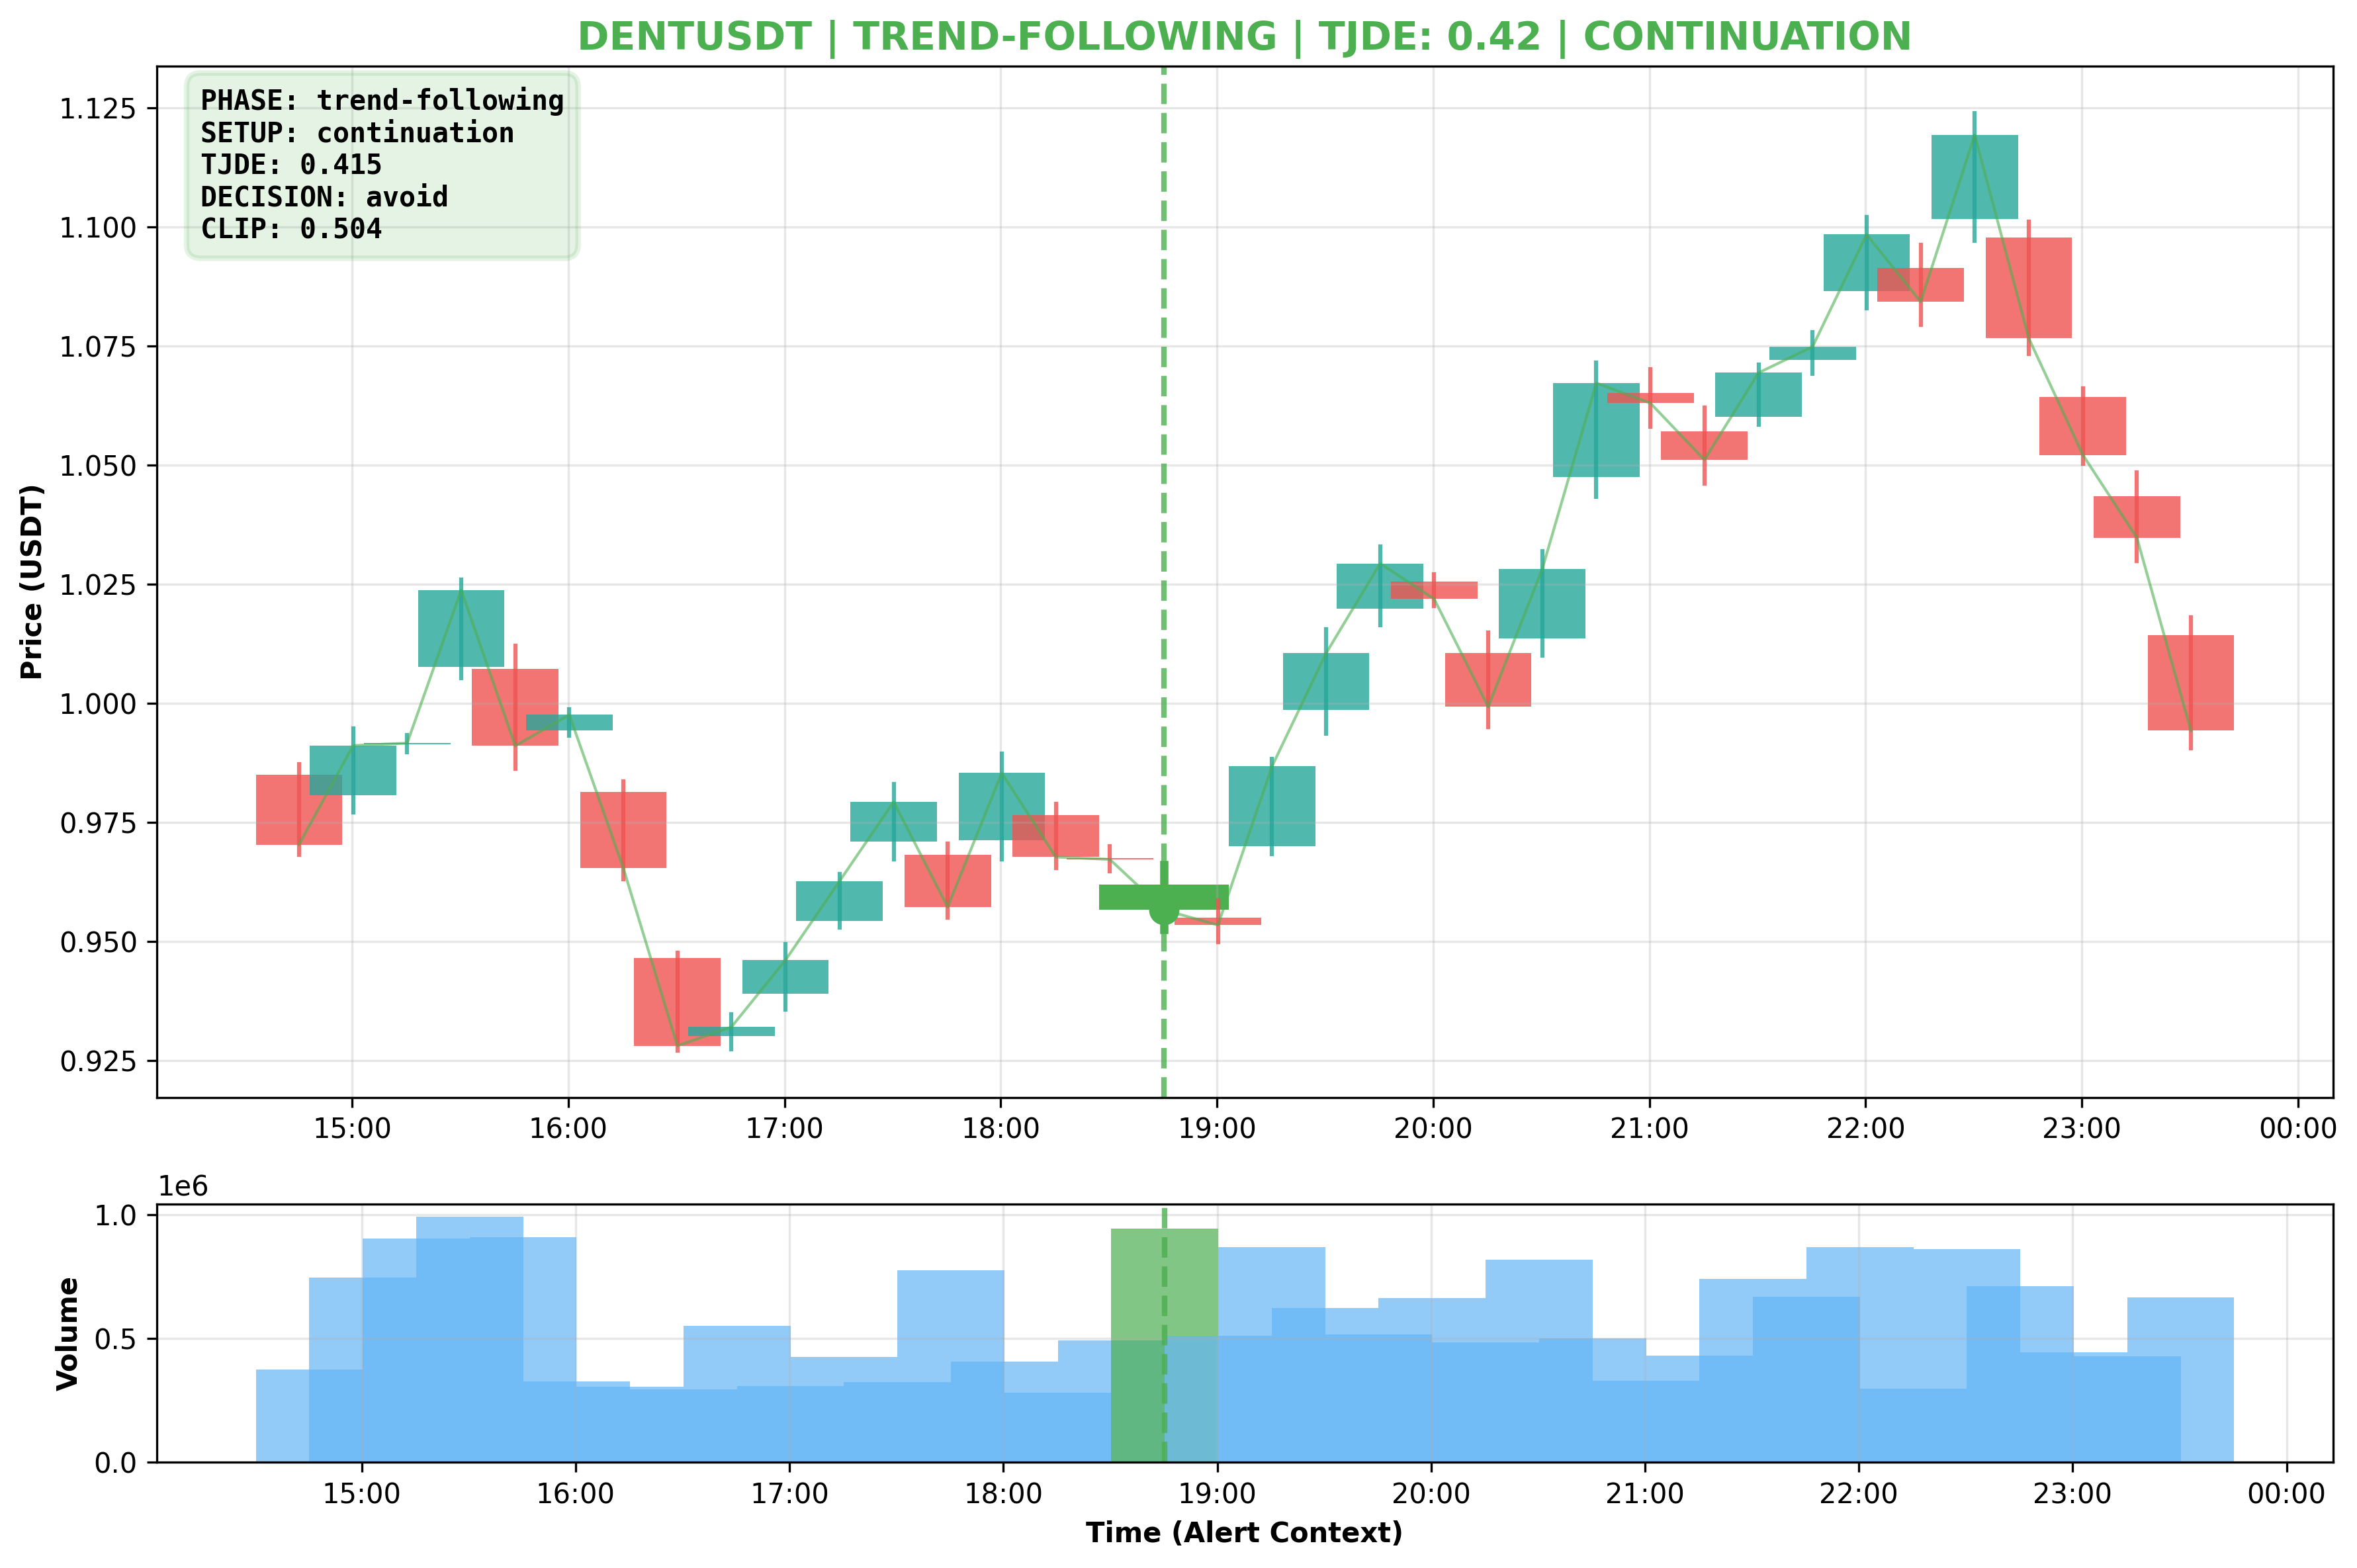 DENTUSDT | TREND-FOLLOWING | TJDE: 0.42 | CONTINUATION
PHASE: trend-following
SETUP: continuation
TJDE: 0.415
DECISION: avoid
CLIP: 0.504
Price (USDT)
1.125
1.100
1.075
1.050
1.025
1.000
0.975
0.950
0.925
15:00 16:00 17:00 18:00 19:00 20:00 21:00 22:00 23:00 00:00
1e6
Volume
1.0
0.5
0.0
15:00 16:00 17:00 18:00 19:00 20:00 21:00 22:00 23:00 00:00
Time (Alert Context)